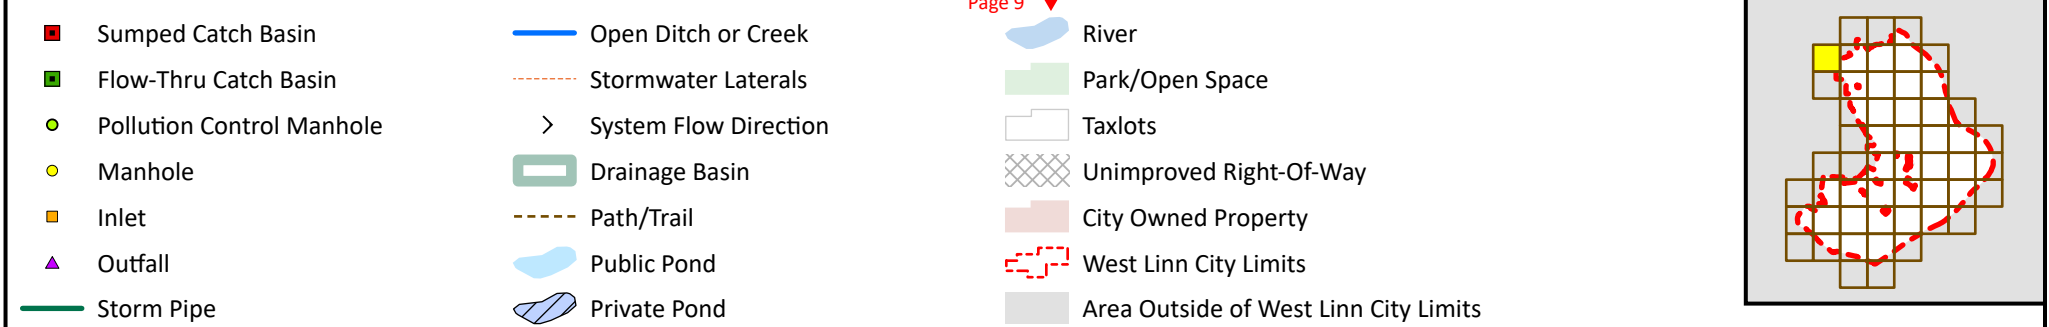 Page 9
Sumped Catch Basin
Flow-Thru Catch Basin
Pollution Control Manhole
Manhole
Inlet
Outfall
Storm Pipe
Open Ditch or Creek
Stormwater Laterals
System Flow Direction
Drainage Basin
Path/Trail
Public Pond
Private Pond
River
Park/Open Space
Taxlots
Unimproved Right-Of-Way
City Owned Property
West Linn City Limits
Area Outside of West Linn City Limits